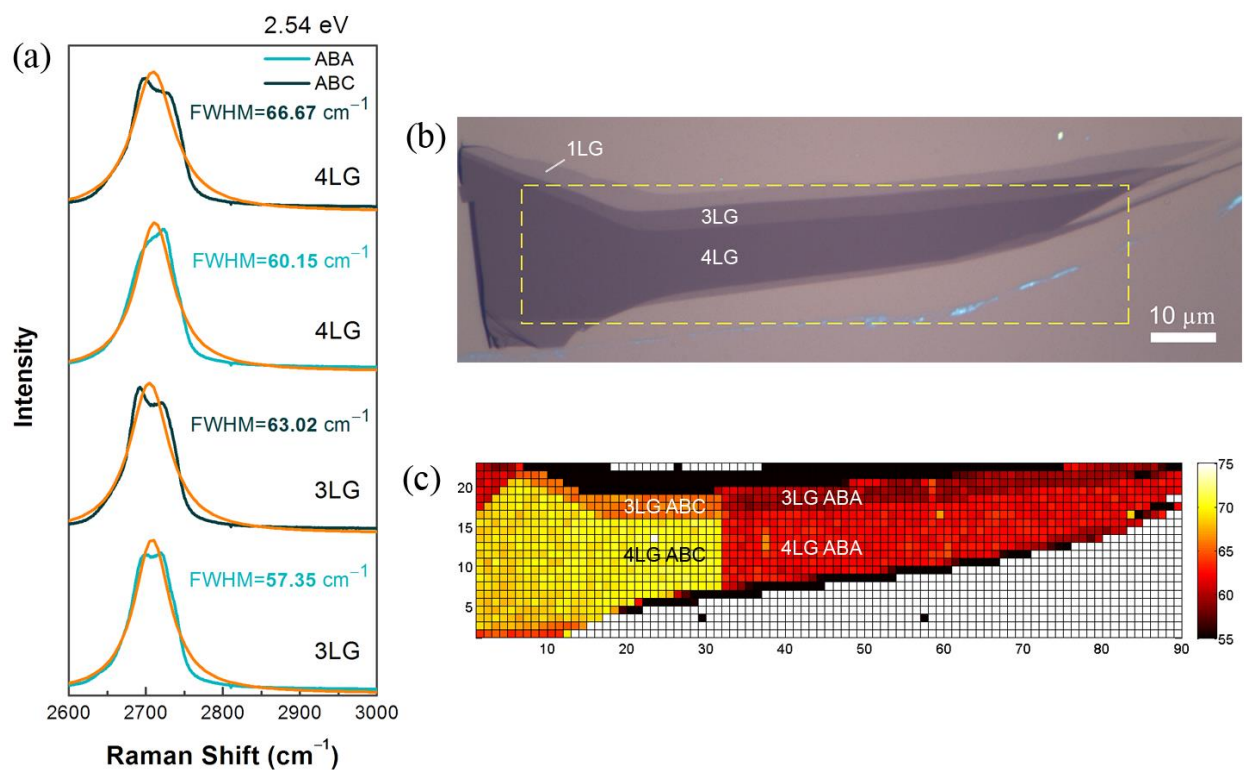 (a)
2.54 eV
ABA
ABC
FWHM=66.67 cm⁻¹
4LG
FWHM=60.15 cm⁻¹
4LG
FWHM=63.02 cm⁻¹
3LG
FWHM=57.35 cm⁻¹
3LG
Intensity
2600 2700 2800 2900 3000
Raman Shift (cm⁻¹)
(b)
1LG
3LG
4LG
10 μm
(c)
20
15
10
5
3LG ABC 3LG ABA
4LG ABC 4LG ABA
10 20 30 40 50 60 70 80 90
75
70
65
60
55